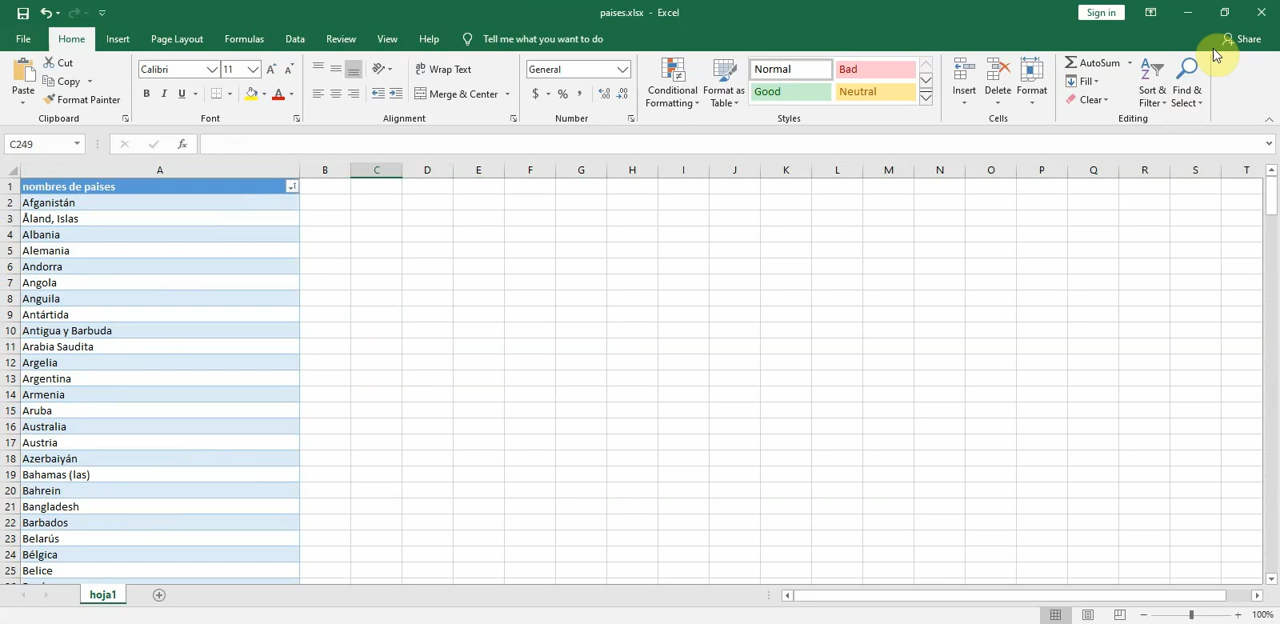 paises.xlsx - Excel
Sign in
File Home Insert Page Layout Formulas Data Review View Help Tell me what you want to do Share
Paste
Cut
Copy
Format Painter
Clipboard
Calibri 11
B I U
Font
Wrap Text
Merge & Center
Alignment
General
$ % ,
Number
Conditional Formatting
Format as Table
Normal Bad
Good Neutral
Styles
Insert Delete Format
Cells
AutoSum
Fill
Clear
Sort & Filter
Find & Select
Editing
C249 fx
A B C D E F G H I J K L M N O P Q R S T
1 nombres de paises
2 Afganistán
3 Åland, Islas
4 Albania
5 Alemania
6 Andorra
7 Angola
8 Anguila
9 Antártida
10 Antigua y Barbuda
11 Arabia Saudita
12 Argelia
13 Argentina
14 Armenia
15 Aruba
16 Australia
17 Austria
18 Azerbaiyán
19 Bahamas (las)
20 Bahrein
21 Bangladesh
22 Barbados
23 Belarús
24 Bélgica
25 Belice
hoja1
100%